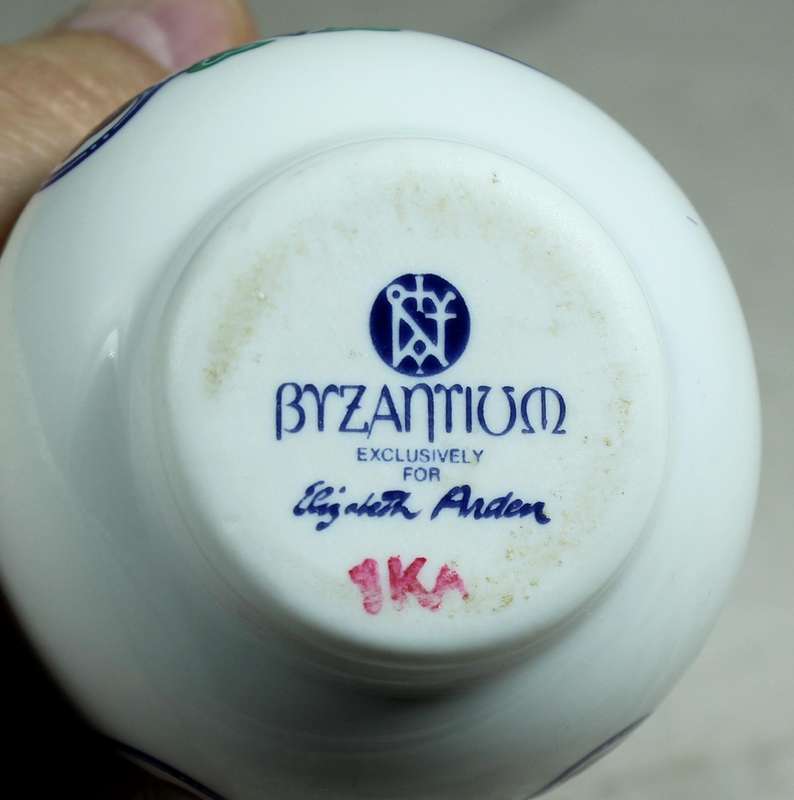 BYZANTIUM
EXCLUSIVELY
FOR
Elizabeth Arden
1KA